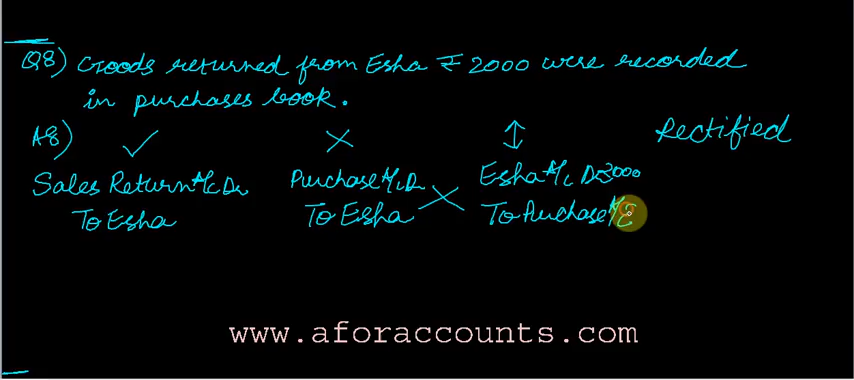 Q8) Goods returned from Esha ₹ 2000 were recorded
in purchases book.
A8) ✓ × ↕ Rectified
Sales Return A/c Dr Purchase A/c Dr Esha A/c Dr 2000
To Esha To Esha To Purchase A/c
www.aforaccounts.com